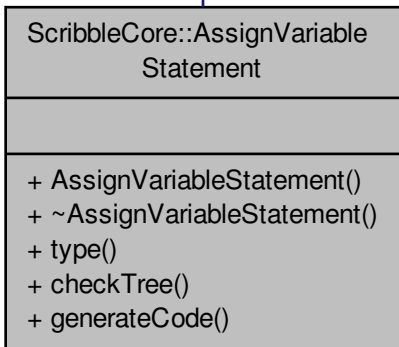 ScribbleCore::AssignVariable
Statement
+ AssignVariableStatement()
+ ~AssignVariableStatement()
+ type()
+ checkTree()
+ generateCode()